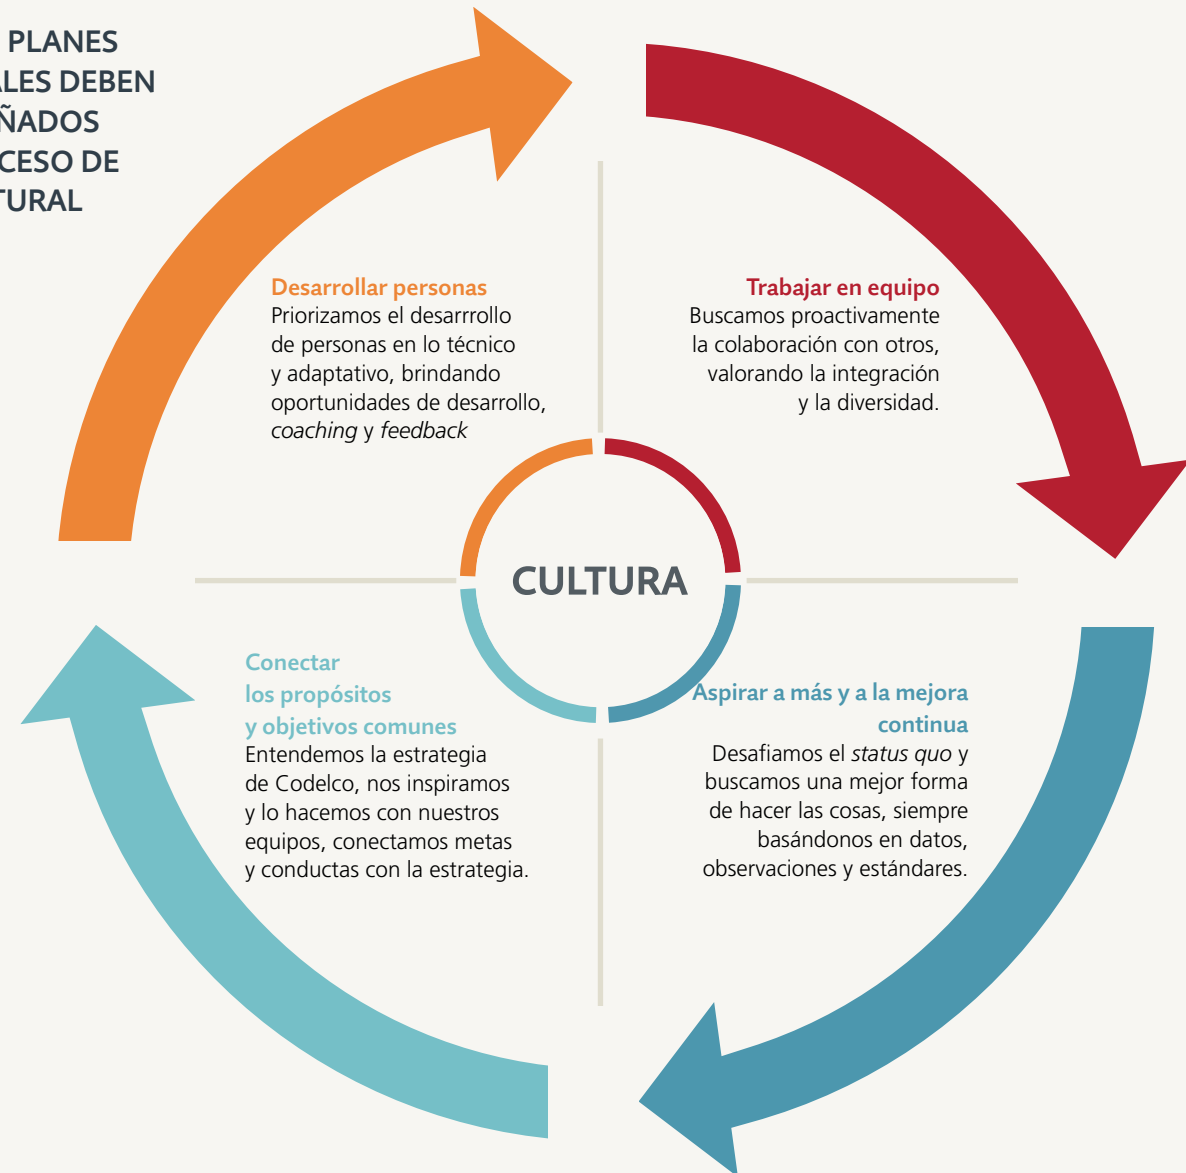 PLANES
ALES DEBEN
ÑADOS
CESO DE
TURAL
Desarrollar personas
Priorizamos el desarrrollo
de personas en lo técnico
y adaptativo, brindando
oportunidades de desarrollo,
coaching y feedback
Trabajar en equipo
Buscamos proactivamente
la colaboración con otros,
valorando la integración
y la diversidad.
CULTURA
Conectar
los propósitos
y objetivos comunes
Entendemos la estrategia
de Codelco, nos inspiramos
y lo hacemos con nuestros
equipos, conectamos metas
y conductas con la estrategia.
Aspirar a más y a la mejora
continua
Desafiamos el status quo y
buscamos una mejor forma
de hacer las cosas, siempre
basándonos en datos,
observaciones y estándares.